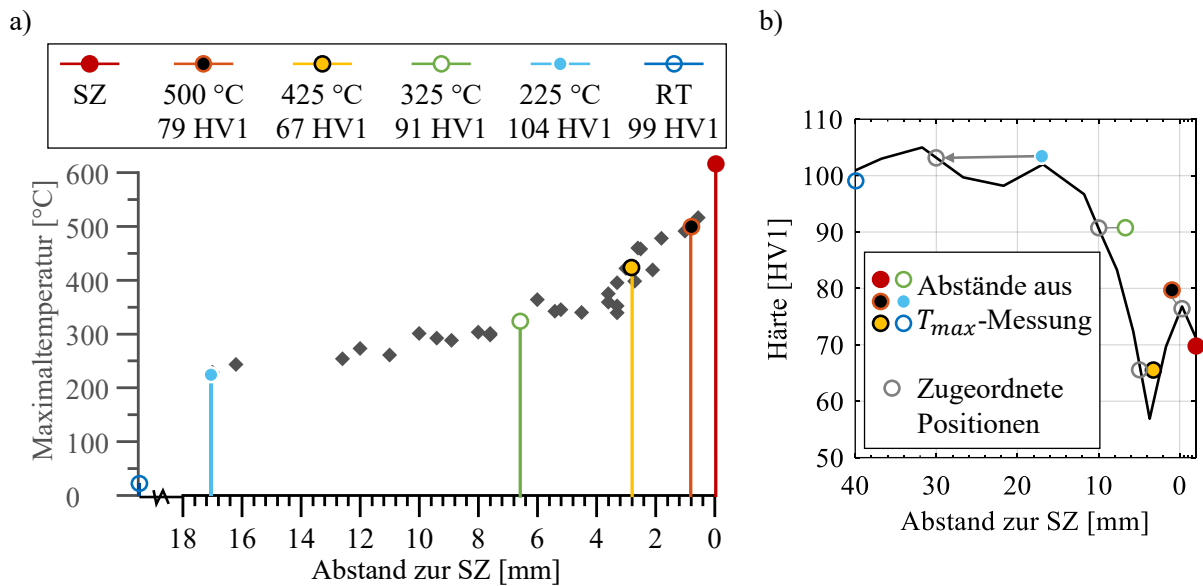 a)
SZ 500 °C 425 °C 325 °C 225 °C RT
79 HV1 67 HV1 91 HV1 104 HV1 99 HV1
Maximaltemperatur [°C]
600
500
400
300
200
100
0
18 16 14 12 10 8 6 4 2 0
Abstand zur SZ [mm]
b)
Härte [HV1]
110
100
90
80
70
60
50
Abstände aus
T_max-Messung
Zugeordnete
Positionen
40 30 20 10 0
Abstand zur SZ [mm]